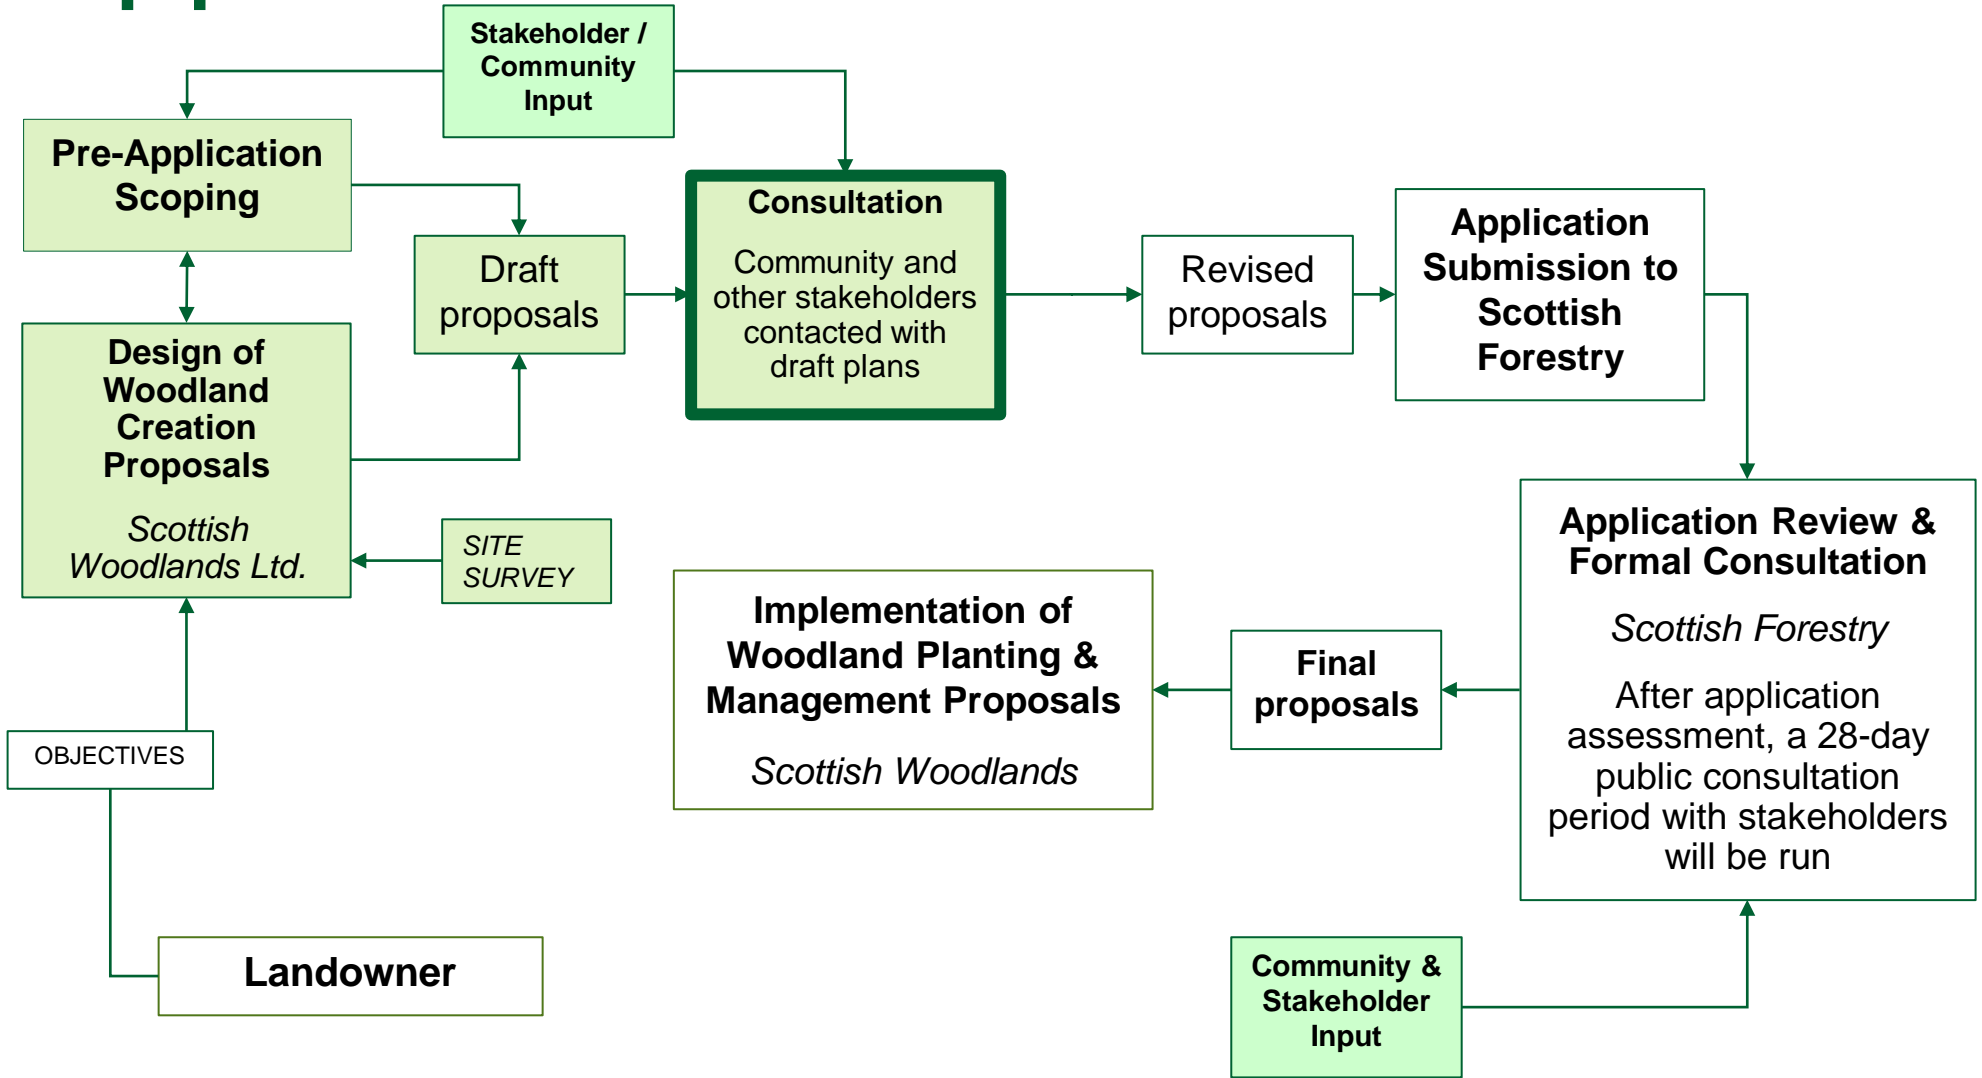 Stakeholder /
Community
Input
Pre-Application
Scoping
Consultation
Community and
other stakeholders
contacted with
draft plans
Draft
proposals
Revised
proposals
Application
Submission to
Scottish
Forestry
Design of
Woodland
Creation
Proposals
Scottish
Woodlands Ltd.
SITE
SURVEY
Application Review &
Formal Consultation
Scottish Forestry
After application
assessment, a 28-day
public consultation
period with stakeholders
will be run
Implementation of
Woodland Planting &
Management Proposals
Scottish Woodlands
Final
proposals
OBJECTIVES
Landowner
Community &
Stakeholder
Input